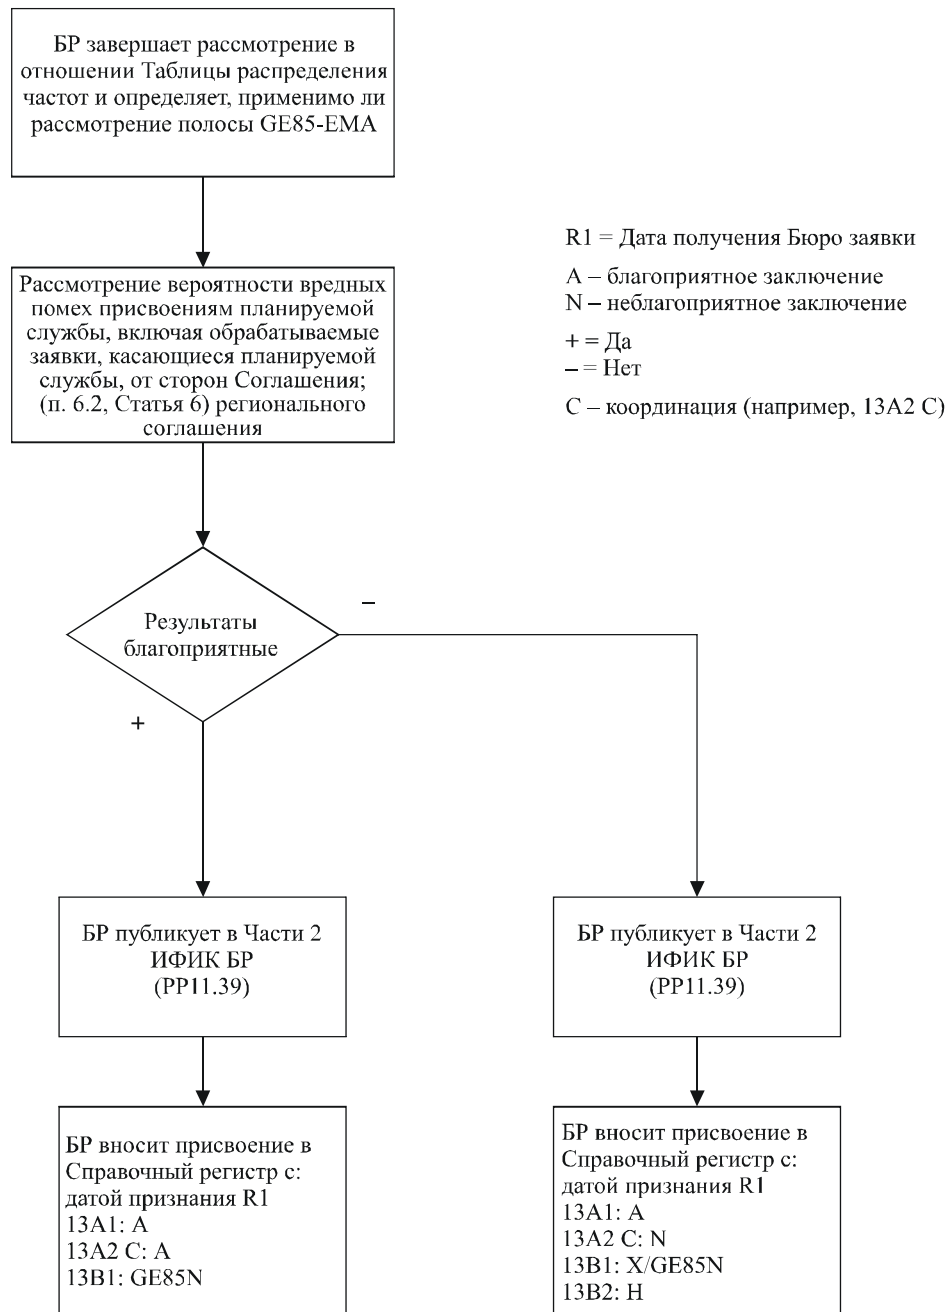 БР завершает рассмотрение в
отношении Таблицы распределения
частот и определяет, применимо ли
рассмотрение полосы GE85-EMA
R1 = Дата получения Бюро заявки
A – благоприятное заключение
N – неблагоприятное заключение
+ = Да
– = Нет
C – координация (например, 13A2 C)
Рассмотрение вероятности вредных
помех присвоениям планируемой
службы, включая обрабатываемые
заявки, касающиеся планируемой
службы, от сторон Соглашения;
(п. 6.2, Статья 6) регионального
соглашения
Результаты
благоприятные
–
+
БР публикует в Части 2
ИФИК БР
(РР11.39)
БР публикует в Части 2
ИФИК БР
(РР11.39)
БР вносит присвоение в
Справочный регистр с:
датой признания R1
13A1: A
13A2 C: A
13B1: GE85N
БР вносит присвоение в
Справочный регистр с:
датой признания R1
13A1: A
13A2 C: N
13B1: X/GE85N
13B2: H